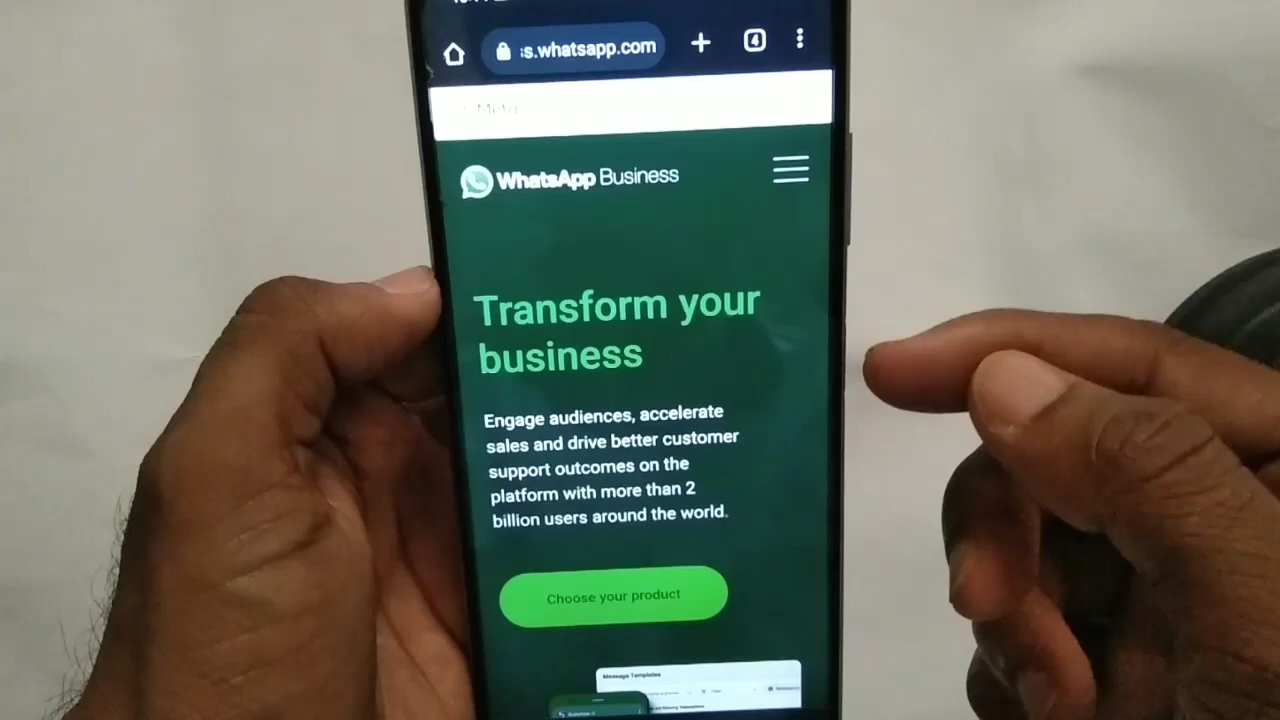 s.whatsapp.com
4
Meta
WhatsApp Business
Transform your
business
Engage audiences, accelerate
sales and drive better customer
support outcomes on the
platform with more than 2
billion users around the world.
Choose your product
Message Templates